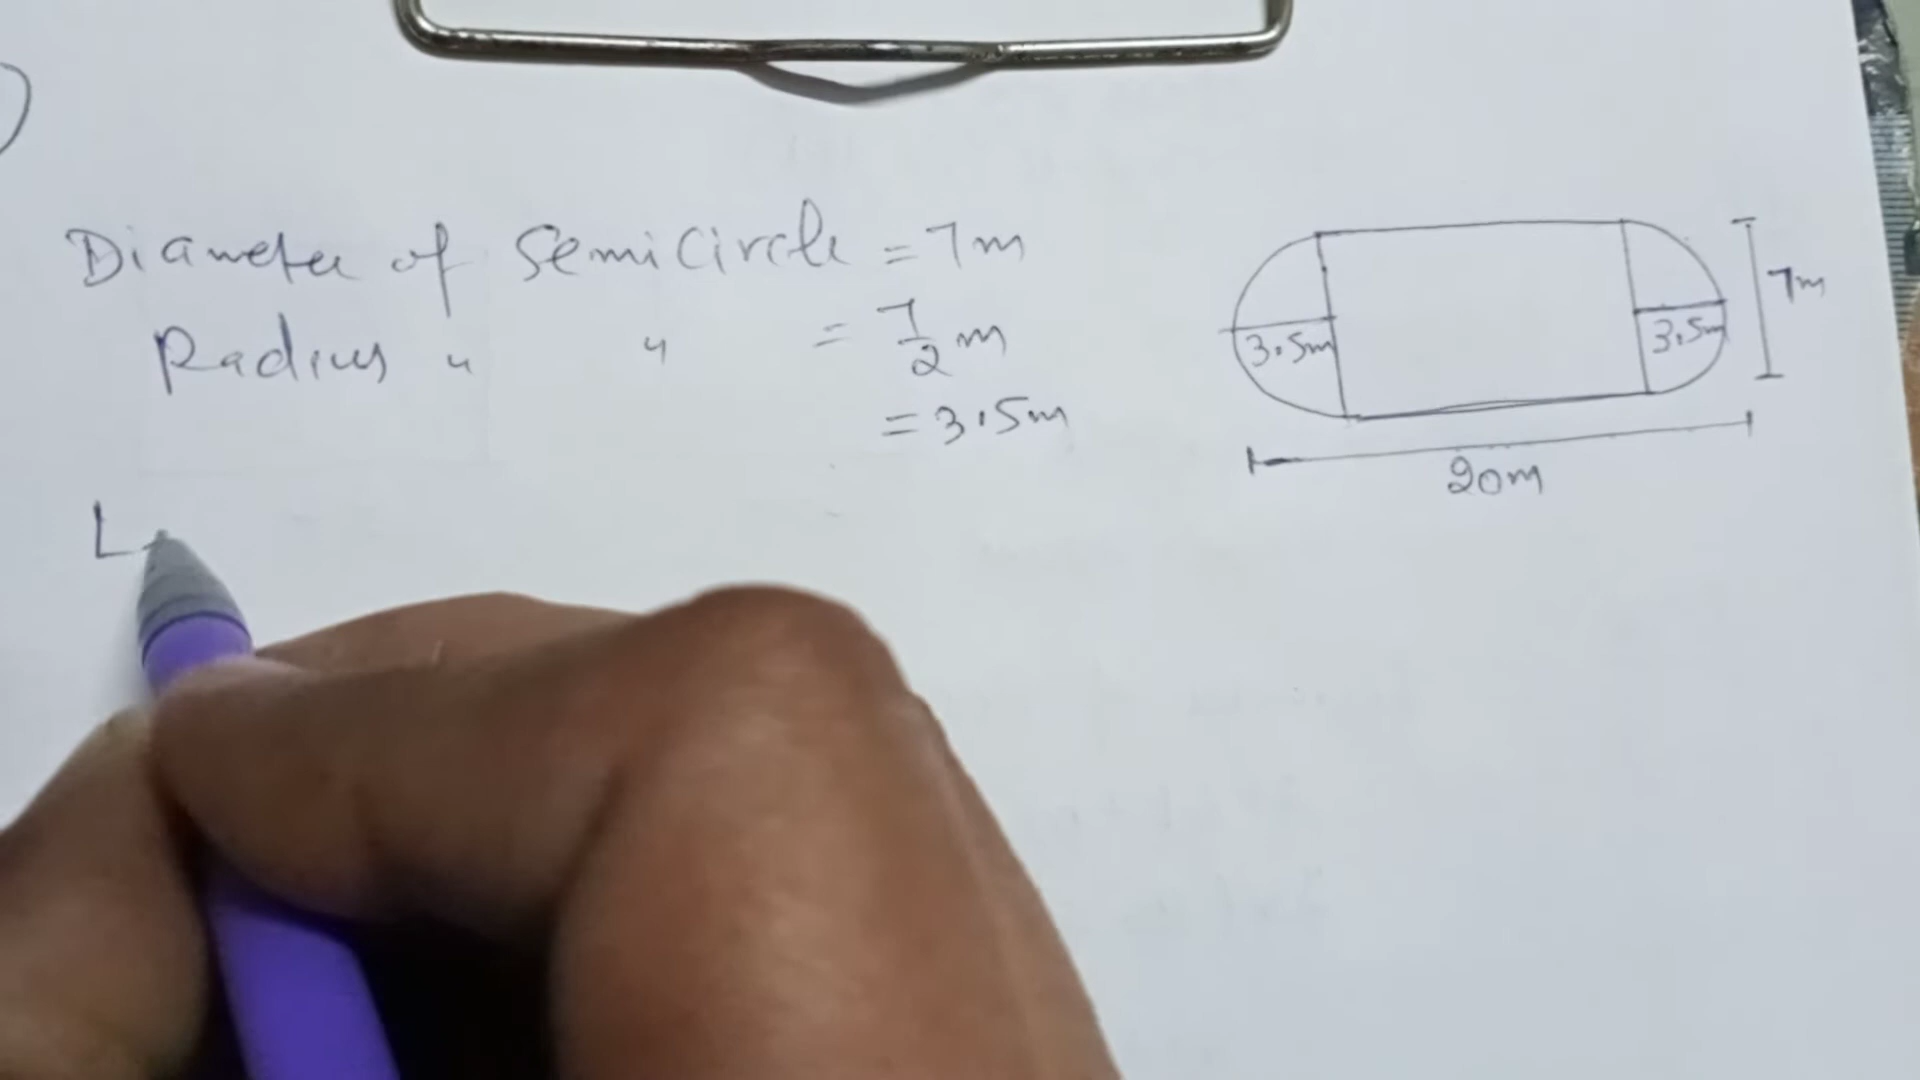 Diameter of Semicircle = 7m
Radius " " = 7/2 m
= 3.5m
3.5m
3.5m
7m
20m
L